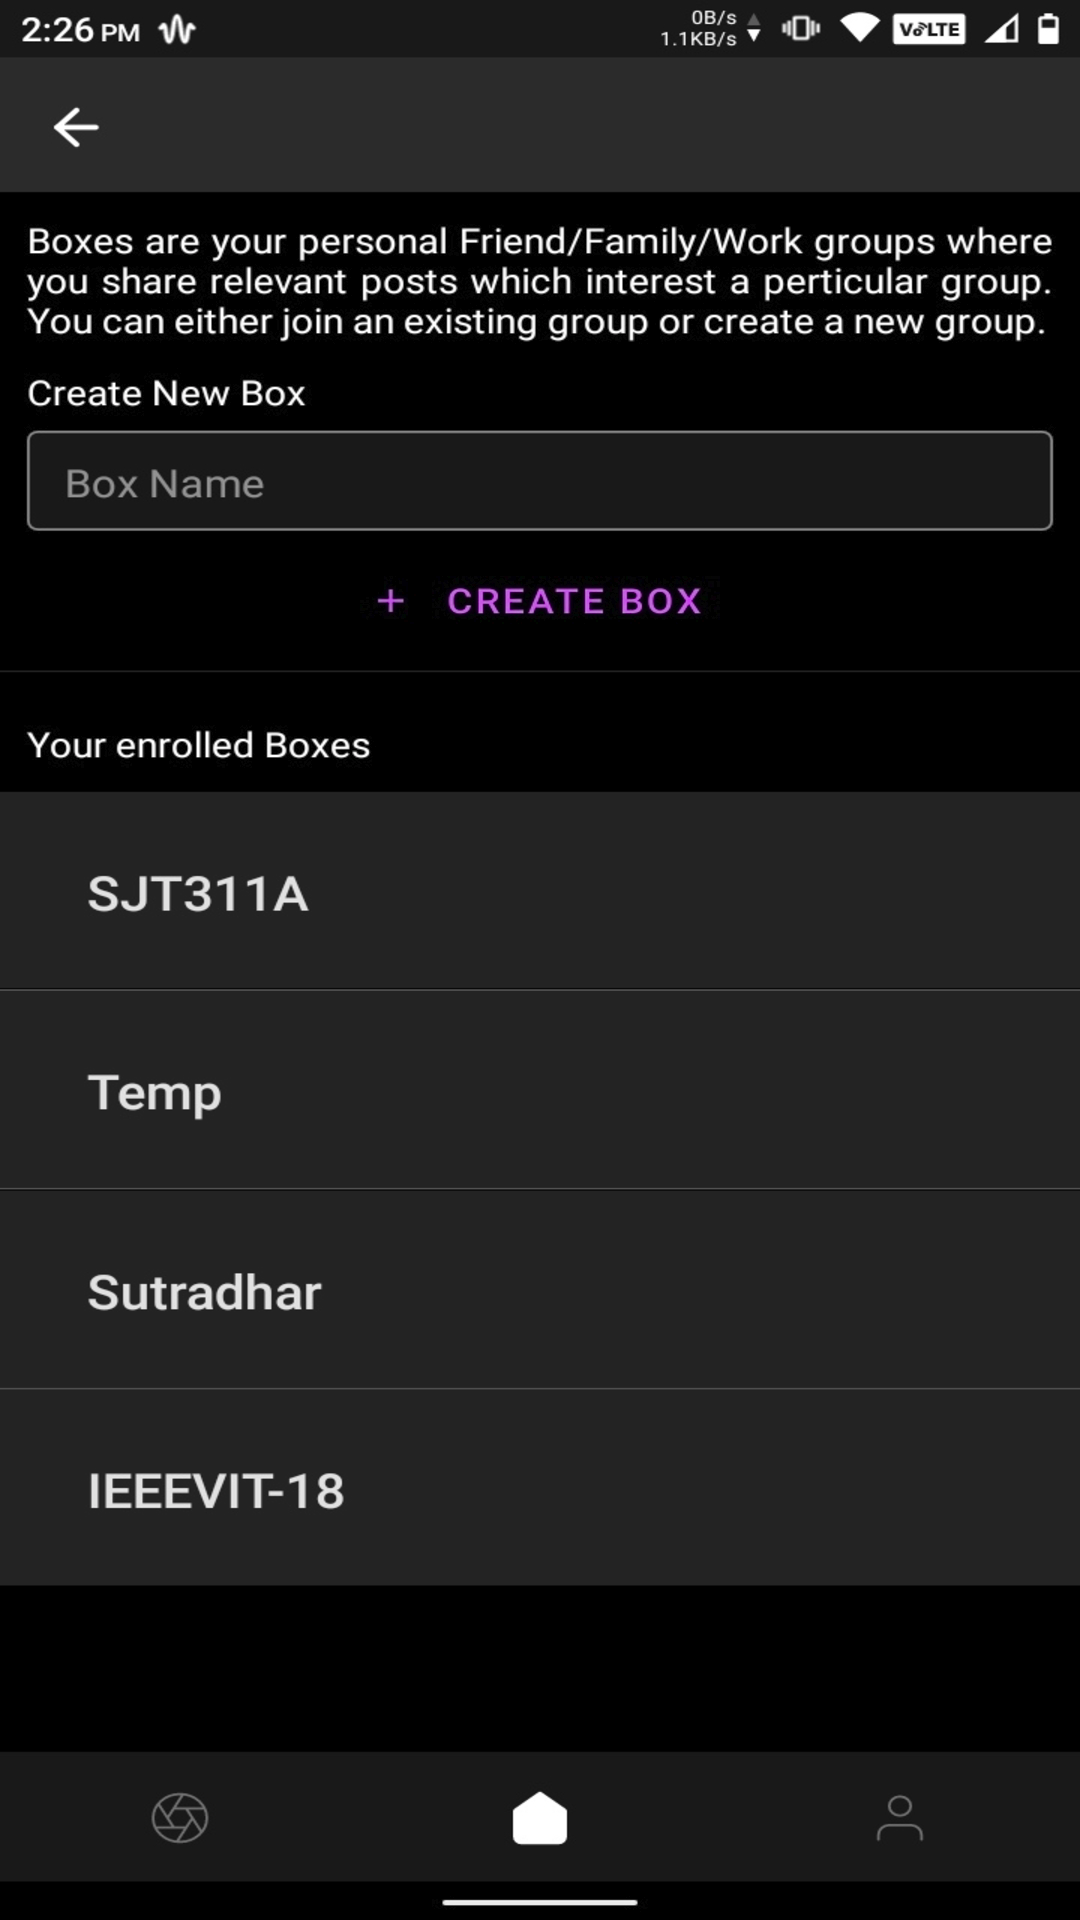 2:26 PM
0B/s
1.1KB/s
VoLTE
Boxes are your personal Friend/Family/Work groups where
you share relevant posts which interest a perticular group.
You can either join an existing group or create a new group.
Create New Box
Box Name
+ CREATE BOX
Your enrolled Boxes
SJT311A
Temp
Sutradhar
IEEEVIT-18